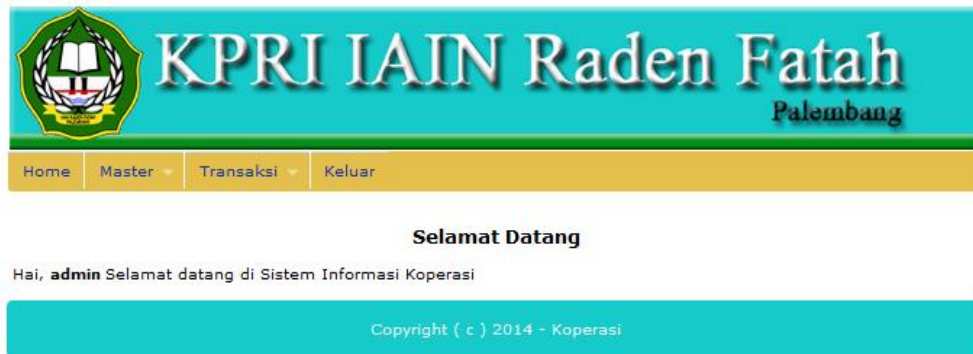 KPRI IAIN Raden Fatah
Palembang
Home Master Transaksi Keluar
Selamat Datang
Hai, admin Selamat datang di Sistem Informasi Koperasi
Copyright ( c ) 2014 - Koperasi